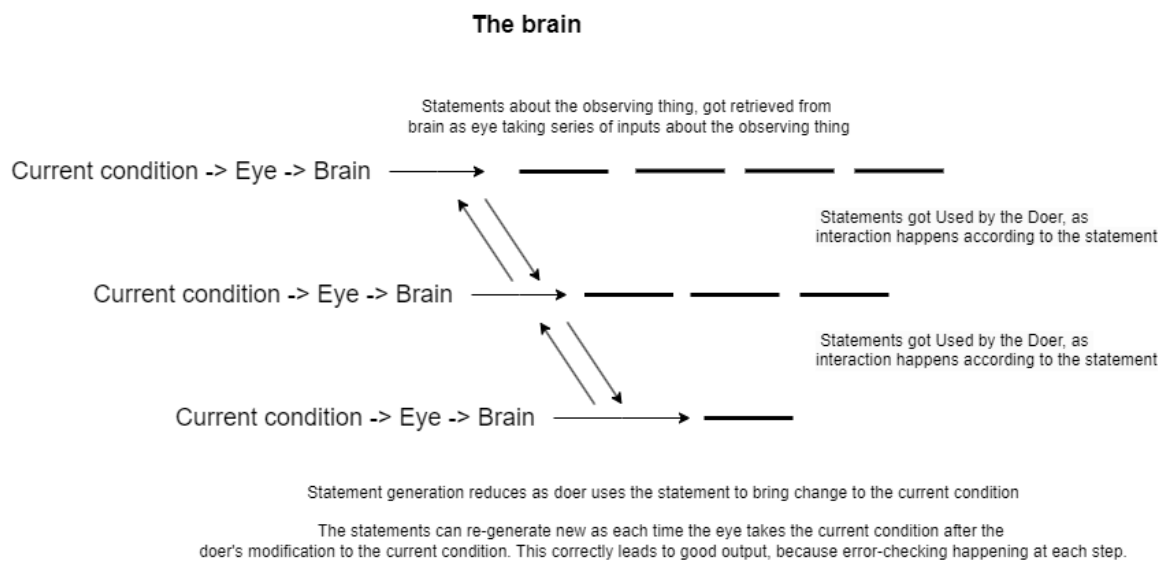 The brain
Statements about the observing thing, got retrieved from
brain as eye taking series of inputs about the observing thing
Current condition -> Eye -> Brain
Statements got Used by the Doer, as
interaction happens according to the statement
Current condition -> Eye -> Brain
Statements got Used by the Doer, as
interaction happens according to the statement
Current condition -> Eye -> Brain
Statement generation reduces as doer uses the statement to bring change to the current condition
The statements can re-generate new as each time the eye takes the current condition after the
doer's modification to the current condition. This correctly leads to good output, because error-checking happening at each step.